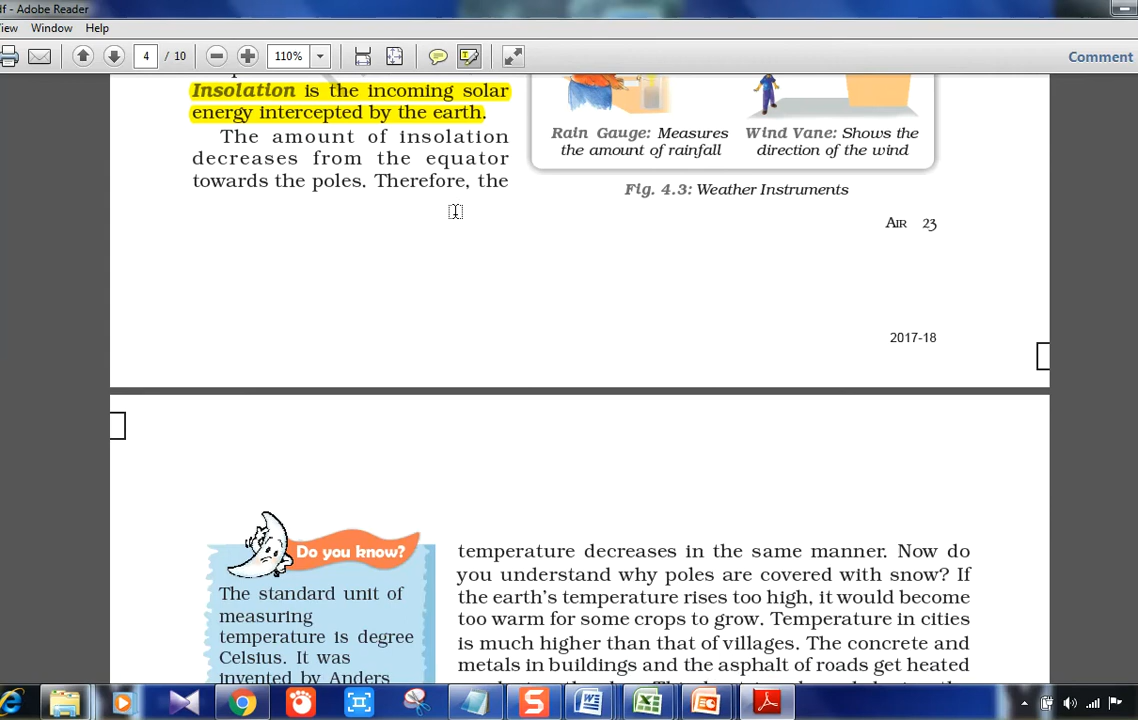 df - Adobe Reader
iew Window Help
4 / 10 110% Comment
Insolation is the incoming solar
energy intercepted by the earth.
The amount of insolation
decreases from the equator
towards the poles. Therefore, the
Rain Gauge: Measures
the amount of rainfall
Wind Vane: Shows the
direction of the wind
Fig. 4.3: Weather Instruments
AIR 23
2017-18
Do you know?
The standard unit of
measuring
temperature is degree
Celsius. It was
invented by Anders
temperature decreases in the same manner. Now do
you understand why poles are covered with snow? If
the earth's temperature rises too high, it would become
too warm for some crops to grow. Temperature in cities
is much higher than that of villages. The concrete and
metals in buildings and the asphalt of roads get heated